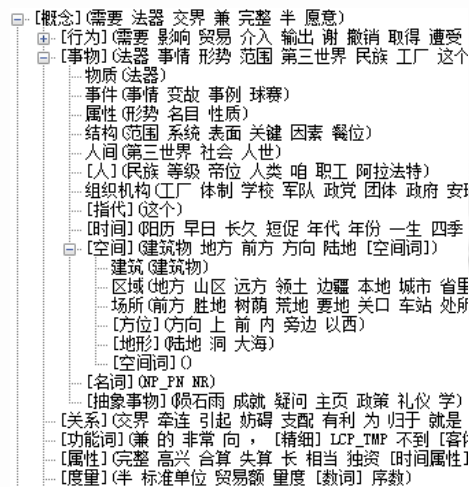 [概念](需要 法器 交界 兼 完整 半 愿意)
[行为](需要 影响 贸易 介入 输出 谢 撤销 取得 遭受
[事物](法器 事情 形势 范围 第三世界 民族 工厂 这个
物质(法器)
事件(事情 变故 事例 球赛)
属性(形势 名目 性质)
结构(范围 系统 表面 关键 因素 餐位)
人间(第三世界 社会 人世)
[人](民族 等级 帝位 人类 咱 职工 阿拉法特)
组织机构(工厂 体制 学校 军队 政党 团体 政府
[指代](这个)
[时间](阳历 早日 长久 短促 年代 年份 一生 四季
[空间](建筑物 地方 前方 方向 陆地 [空间词])
建筑(建筑物)
区域(地方 山区 远方 领土 边疆 本地 城市
场所(前方 胜地 树荫 荒地 要地 关口 车站 处所
[方位](方向 上 前 内 旁边 以西)
[地形](陆地 洞 大海)
[空间词]()
[名词](NP_PN NR)
[抽象事物](陨石雨 成就 疑问 主页 政策 礼仪 学)
[关系](交界 牵连 引起 妨碍 支配 有利 为 归于 就是
[功能词](兼 的 非常 向 , [精细] LCP_TMP 不到
[属性](完整 高兴 合算 失算 长 相当 独资 [时间属性]
[度量](半 标准单位 贸易额 量度 [数词] 序数)